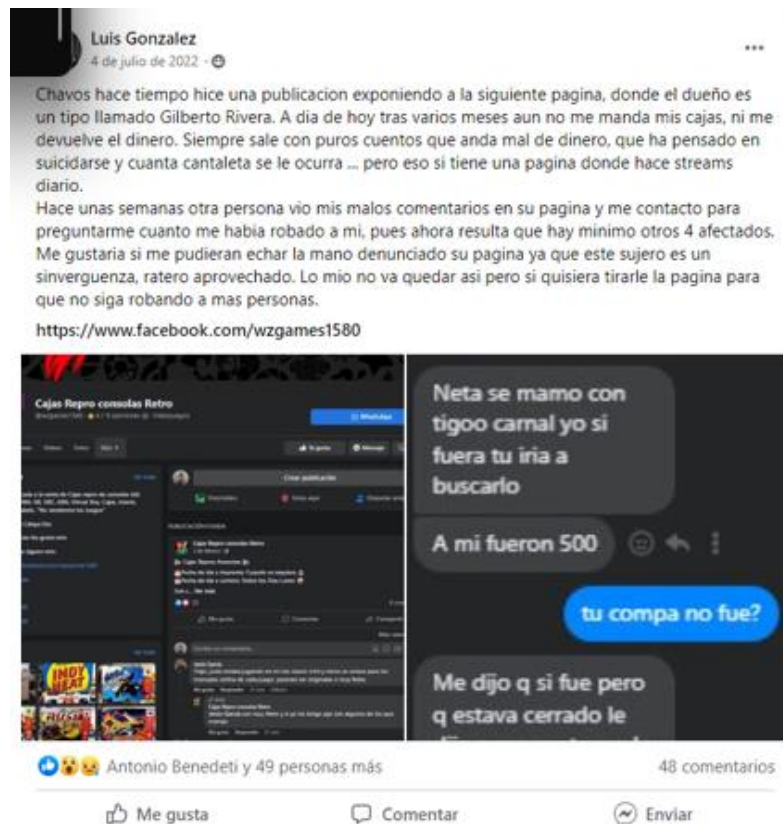 Luis Gonzalez
4 de julio de 2022 ·
Chavos hace tiempo hice una publicacion exponiendo a la siguiente pagina, donde el dueño es
un tipo llamado Gilberto Rivera. A dia de hoy tras varios meses aun no me manda mis cajas, ni me
devuelve el dinero. Siempre sale con puros cuentos que anda mal de dinero, que ha pensado en
suicidarse y cuanta cantaleta se le ocurra ... pero eso si tiene una pagina donde hace streams
diario.
Hace unas semanas otra persona vio mis malos comentarios en su pagina y me contacto para
preguntarme cuanto me habia robado a mi, pues ahora resulta que hay minimo otros 4 afectados.
Me gustaria si me pudieran echar la mano denunciado su pagina ya que este sujero es un
sinverguenza, ratero aprovechado. Lo mio no va quedar asi pero si quisiera tirarle la pagina para
que no siga robando a mas personas.
https://www.facebook.com/wzgames1580
Cajas Repro consolas Retro
WhatsApp
Crear publicación
Cajas Repro consolas Retro
INDY
HEAT
Neta se mamo con
tigoo carnal yo si
fuera tu iria a
buscarlo
A mi fueron 500
tu compa no fue?
Me dijo q si fue pero
q estava cerrado le
Antonio Benedeti y 49 personas más
48 comentarios
Me gusta
Comentar
Enviar